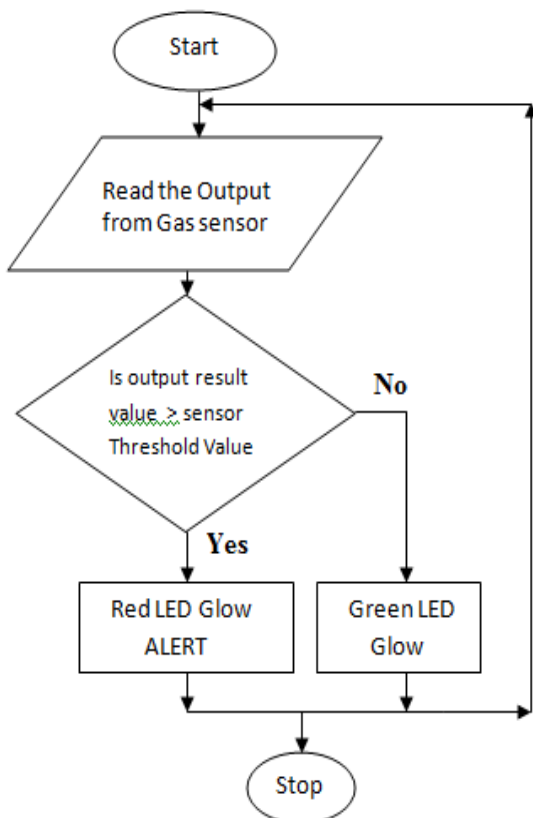 Start
Read the Output
from Gas sensor
Is output result
value > sensor
Threshold Value
No
Yes
Red LED Glow
ALERT
Green LED
Glow
Stop